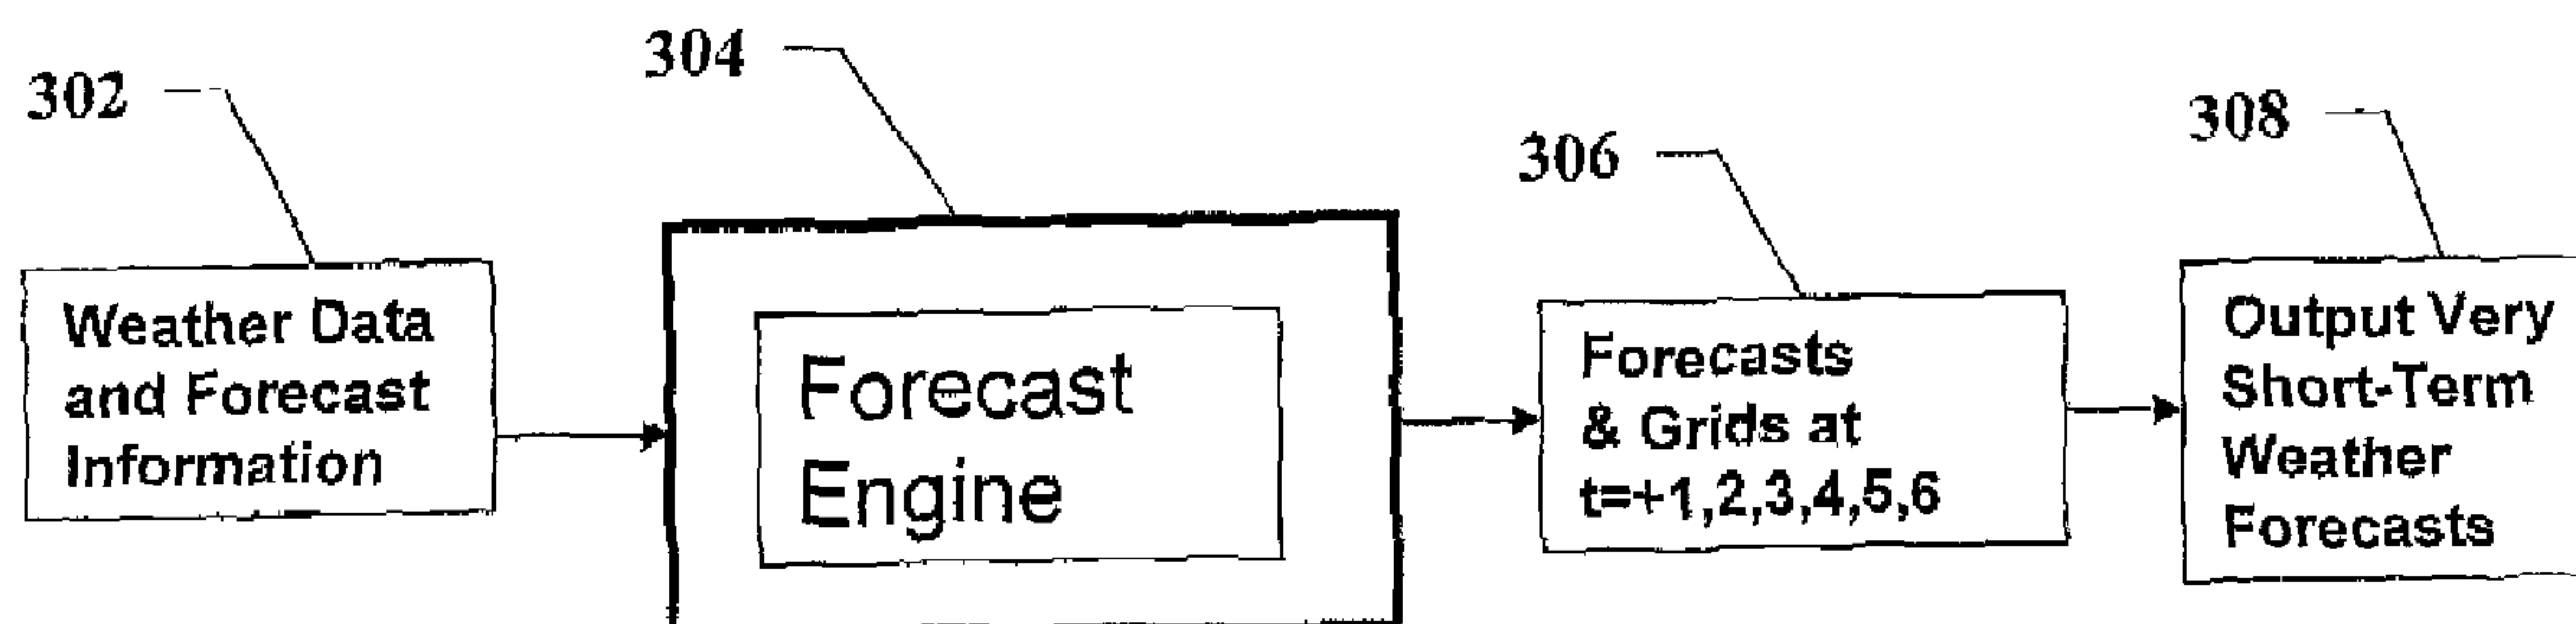 302
304
306
308
Weather Data
and Forecast
Information
Forecast
Engine
Forecasts
& Grids at
t=+1,2,3,4,5,6
Output Very
Short-Term
Weather
Forecasts